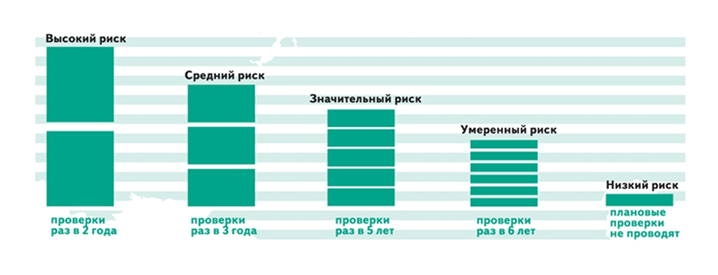 Высокий риск
Средний риск
Значительный риск
Умеренный риск
Низкий риск
проверки
раз в 2 года
проверки
раз в 3 года
проверки
раз в 5 лет
проверки
раз в 6 лет
плановые
проверки
не проводят